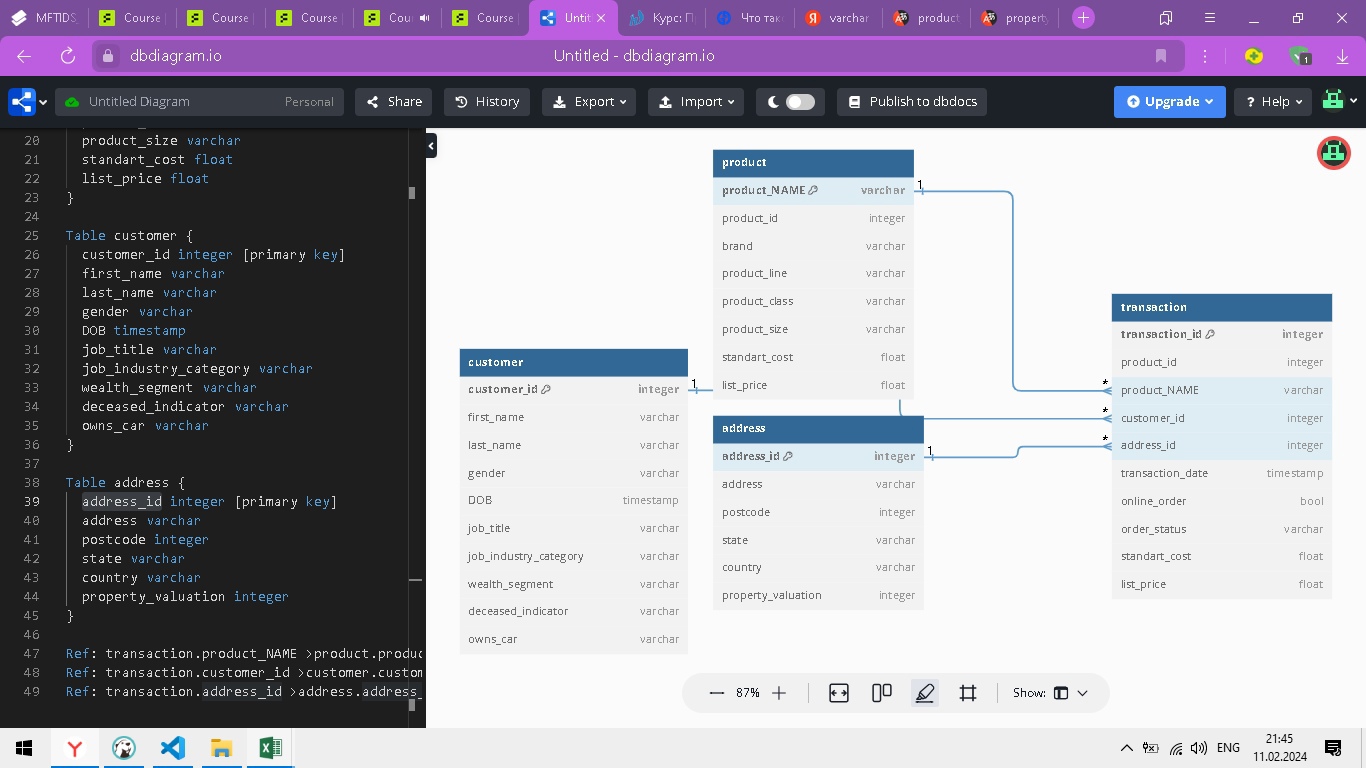 MFTIDS_
Course
Course
Course
Cou
Course
Untit
Курс: П
Что так
varchar
product
property
dbdiagram.io
Untitled - dbdiagram.io
1
Untitled Diagram
Personal
Share
History
Export
Import
Publish to dbdocs
Upgrade
? Help
20 product_size varchar
21 standart_cost float
22 list_price float
23 }
24
25 Table customer {
26 customer_id integer [primary key]
27 first_name varchar
28 last_name varchar
29 gender varchar
30 DOB timestamp
31 job_title varchar
32 job_industry_category varchar
33 wealth_segment varchar
34 deceased_indicator varchar
35 owns_car varchar
36 }
37
38 Table address {
39 address_id integer [primary key]
40 address varchar
41 postcode integer
42 state varchar
43 country varchar
44 property_valuation integer
45 }
46
47 Ref: transaction.product_NAME >product.produc
48 Ref: transaction.customer_id >customer.custom
49 Ref: transaction.address_id >address.address_
product
product_NAME varchar
product_id integer
brand varchar
product_line varchar
product_class varchar
product_size varchar
standart_cost float
list_price float
1
customer
customer_id integer
first_name varchar
last_name varchar
gender varchar
DOB timestamp
job_title varchar
job_industry_category varchar
wealth_segment varchar
deceased_indicator varchar
owns_car varchar
1
address
address_id integer
address varchar
postcode integer
state varchar
country varchar
property_valuation integer
1
transaction
transaction_id integer
product_id integer
* product_NAME varchar
* customer_id integer
* address_id integer
transaction_date timestamp
online_order bool
order_status varchar
standart_cost float
list_price float
87%
Show:
ENG
21:45
11.02.2024